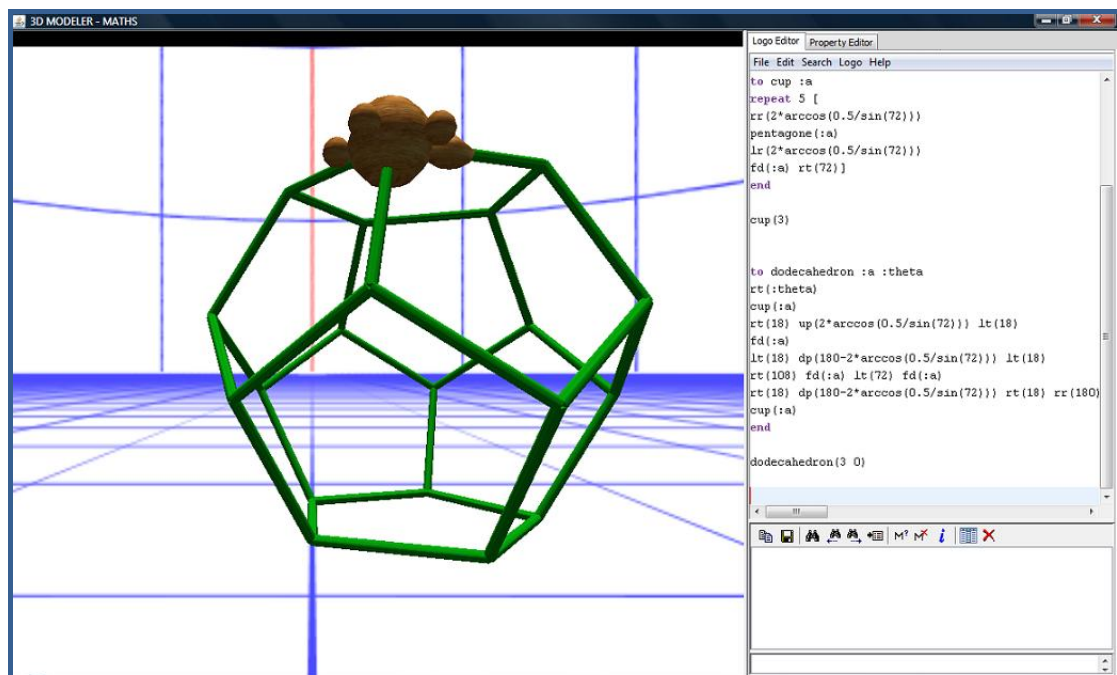 3D MODELER - MATHS
Logo Editor Property Editor
File Edit Search Logo Help
to cup :a
repeat 5 [
rr(2*arccos(0.5/sin(72)))
pentagone(:a)
lr(2*arccos(0.5/sin(72)))
fd(:a) rt(72)]
end
cup(3)
to dodecahedron :a :theta
rt(:theta)
cup(:a)
rt(18) up(2*arccos(0.5/sin(72))) lt(18)
fd(:a)
lt(18) dp(180-2*arccos(0.5/sin(72))) lt(18)
rt(108) fd(:a) lt(72) fd(:a)
rt(18) dp(180-2*arccos(0.5/sin(72))) rt(18) rr(180)
cup(:a)
end
dodecahedron(3 0)
M? M i